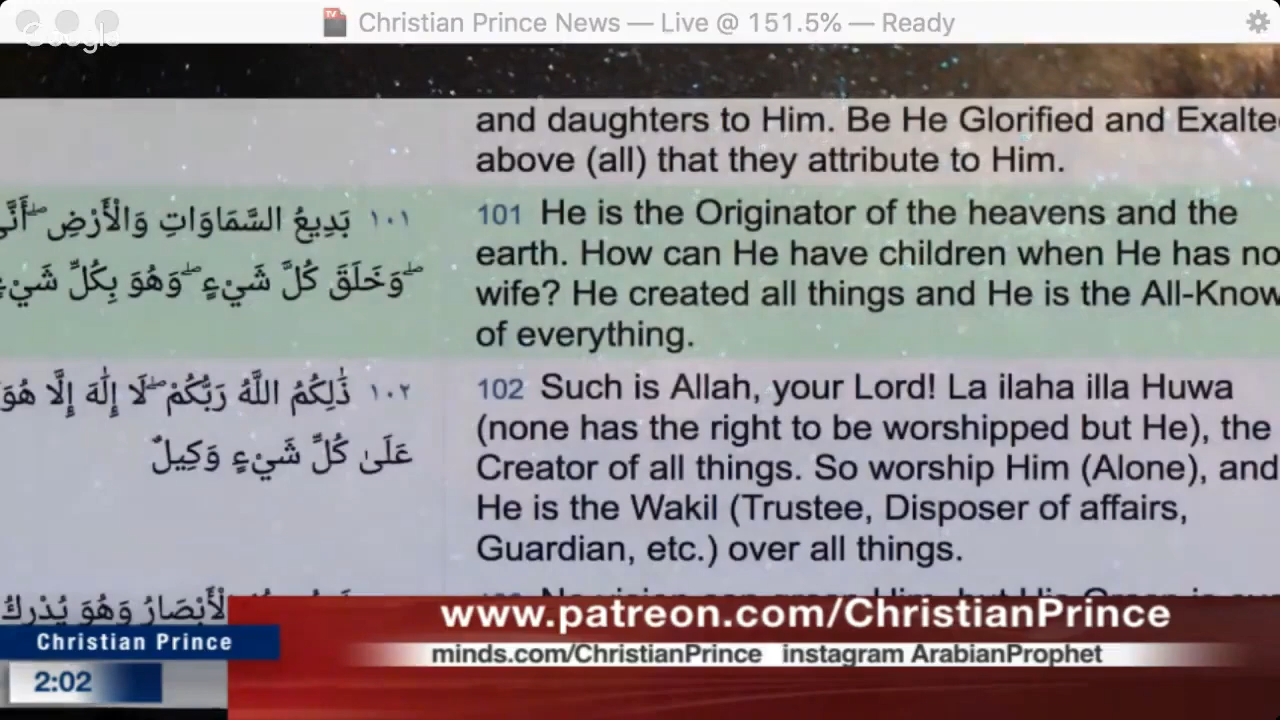 Christian Prince News — Live @ 151.5% — Ready
Google
and daughters to Him. Be He Glorified and Exalted
above (all) that they attribute to Him.
١٠١ بَدِيعُ السَّمَاوَاتِ وَالْأَرْضِ ۖ أَنَّىٰ
101 He is the Originator of the heavens and the
earth. How can He have children when He has no
ۖ وَخَلَقَ كُلَّ شَيْءٍ ۖ وَهُوَ بِكُلِّ شَيْءٍ
wife? He created all things and He is the All-Know
of everything.
١٠٢ ذَٰلِكُمُ اللَّهُ رَبُّكُمْ ۖ لَا إِلَٰهَ إِلَّا هُوَ
102 Such is Allah, your Lord! La ilaha illa Huwa
(none has the right to be worshipped but He), the
عَلَىٰ كُلِّ شَيْءٍ وَكِيلٌ
Creator of all things. So worship Him (Alone), and
He is the Wakil (Trustee, Disposer of affairs,
Guardian, etc.) over all things.
الْأَبْصَارُ وَهُوَ يُدْرِكُ
www.patreon.com/ChristianPrince
Christian Prince
minds.com/ChristianPrince instagram ArabianProphet
2:02